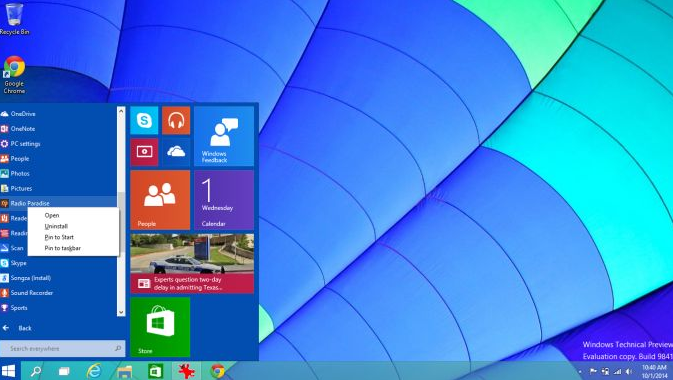 Recycle Bin
Google
Chrome
OneDrive
OneNote
PC settings
People
Photos
Pictures
Radio Paradise
Reade
Readin
Scan
Skype
Songza (Install)
Sound Recorder
Sports
Back
Search everywhere
Open
Uninstall
Pin to Start
Pin to taskbar
Windows
Feedback
People
1
Wednesday
Calendar
Experts question two-day
delay in admitting Texas...
Store
Windows Technical Preview
Evaluation copy. Build 9841
10:40 AM
10/1/2014